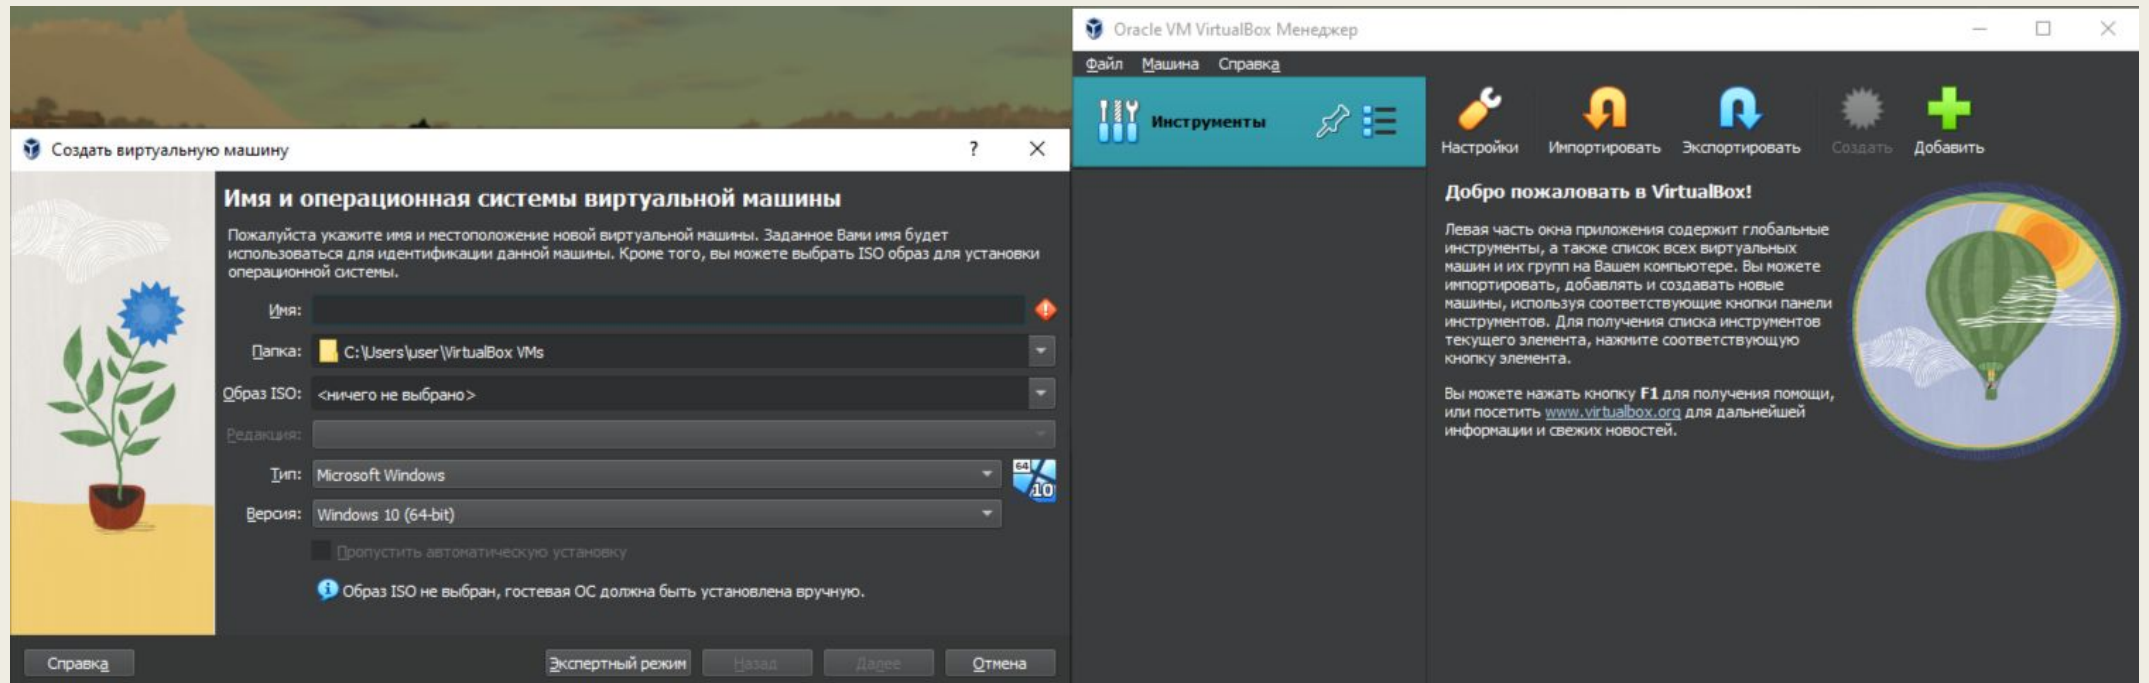 Создать виртуальную машину
?
Имя и операционная системы виртуальной машины
Пожалуйста укажите имя и местоположение новой виртуальной машины. Заданное Вами имя будет
использоваться для идентификации данной машины. Кроме того, вы можете выбрать ISO образ для установки
операционной системы.
Имя:
Папка: C:\Users\user\VirtualBox VMs
Образ ISO: <ничего не выбрано>
Редакция:
Тип: Microsoft Windows
64
10
Версия: Windows 10 (64-bit)
Пропустить автоматическую установку
Образ ISO не выбран, гостевая ОС должна быть установлена вручную.
Справка Экспертный режим Назад Далее Отмена
Oracle VM VirtualBox Менеджер
Файл Машина Справка
Инструменты
Настройки Импортировать Экспортировать Создать Добавить
Добро пожаловать в VirtualBox!
Левая часть окна приложения содержит глобальные
инструменты, а также список всех виртуальных
машин и их групп на Вашем компьютере. Вы можете
импортировать, добавлять и создавать новые
машины, используя соответствующие кнопки панели
инструментов. Для получения списка инструментов
текущего элемента, нажмите соответствующую
кнопку элемента.
Вы можете нажать кнопку F1 для получения помощи,
или посетить www.virtualbox.org для дальнейшей
информации и свежих новостей.